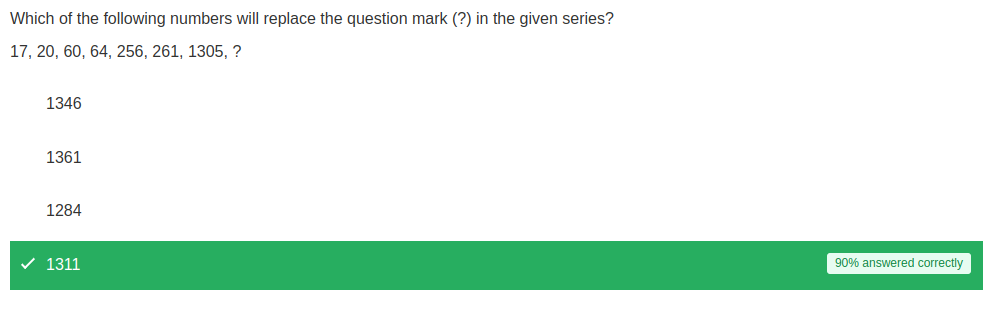 Which of the following numbers will replace the question mark (?) in the given series?
17, 20, 60, 64, 256, 261, 1305, ?
1346
1361
1284
1311
90% answered correctly